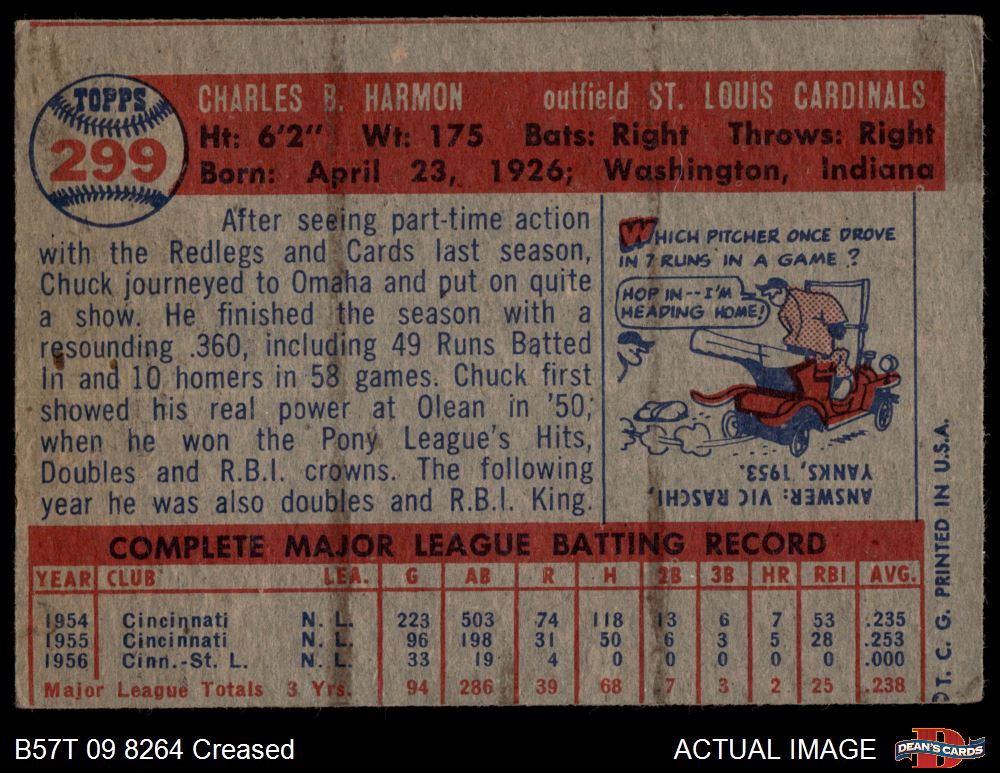 TOPPS
299
CHARLES B. HARMON outfield ST. LOUIS CARDINALS
Ht: 6'2" Wt: 175 Bats: Right Throws: Right
Born: April 23, 1926; Washington, Indiana
After seeing part-time action
with the Redlegs and Cards last season,
Chuck journeyed to Omaha and put on quite
a show. He finished the season with a
resounding .360, including 49 Runs Batted
In and 10 homers in 58 games. Chuck first
showed his real power at Olean in '50,
when he won the Pony League's Hits,
Doubles and R.B.I. crowns. The following
year he was also doubles and R.B.I. King.
WHICH PITCHER ONCE DROVE
IN 7 RUNS IN A GAME?
HOP IN--I'M
HEADING HOME!
ANSWER: VIC RASCHI,
YANKS, 1953.
COMPLETE MAJOR LEAGUE BATTING RECORD
YEAR CLUB LEA. G AB R H 2B 3B HR RBI AVG.
1954 Cincinnati N. L. 223 503 74 118 13 6 7 53 .235
1955 Cincinnati N. L. 96 198 31 50 6 3 5 28 .253
1956 Cinn.-St. L. N. L. 33 19 4 0 0 0 0 0 .000
Major League Totals 3 Yrs. 94 286 39 68 7 3 2 25 .238
T. C. G. PRINTED IN U.S.A.
B57T 09 8264 Creased
ACTUAL IMAGE
DEAN'S CARDS